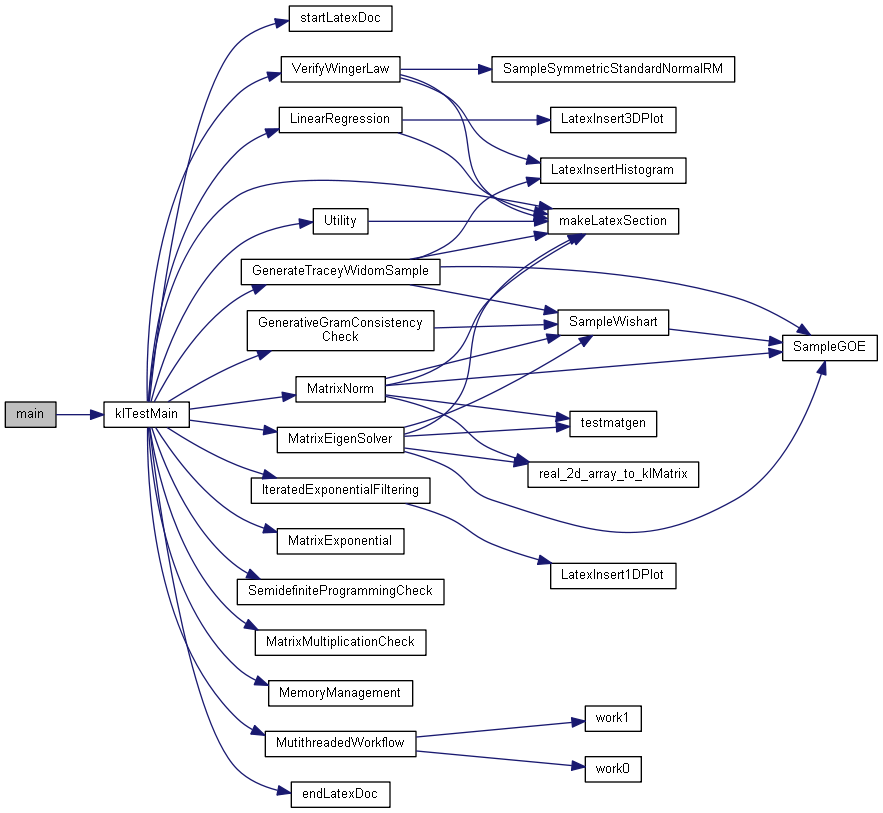 startLatexDoc
VerifyWingerLaw
SampleSymmetricStandardNormalRM
LinearRegression
LatexInsert3DPlot
LatexInsertHistogram
Utility
makeLatexSection
GenerateTraceyWidomSample
GenerativeGramConsistency
Check
SampleWishart
SampleGOE
MatrixNorm
main
klTestMain
testmatgen
MatrixEigenSolver
real_2d_array_to_klMatrix
IteratedExponentialFiltering
MatrixExponential
LatexInsert1DPlot
SemidefiniteProgrammingCheck
MatrixMultiplicationCheck
MemoryManagement
work1
MutithreadedWorkflow
work0
endLatexDoc